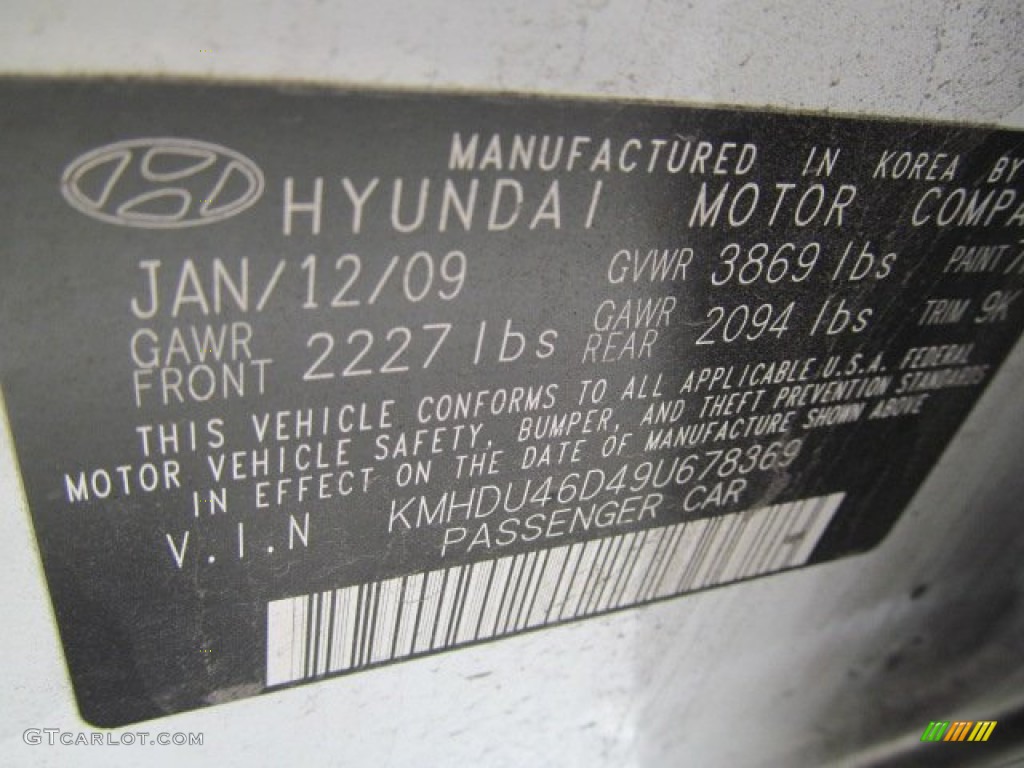 MANUFACTURED IN KOREA BY
HYUNDAI MOTOR COMPA
JAN/12/09 GVWR 3869 lbs PAINT
GAWR FRONT 2227 lbs GAWR REAR 2094 lbs TRIM 9K
THIS VEHICLE CONFORMS TO ALL APPLICABLE U.S.A. FEDERAL
MOTOR VEHICLE SAFETY, BUMPER, AND THEFT PREVENTION STANDARDS
IN EFFECT ON THE DATE OF MANUFACTURE SHOWN ABOVE
V.I.N KMHDU46D49U678369
PASSENGER CAR
© GTCarLot.com